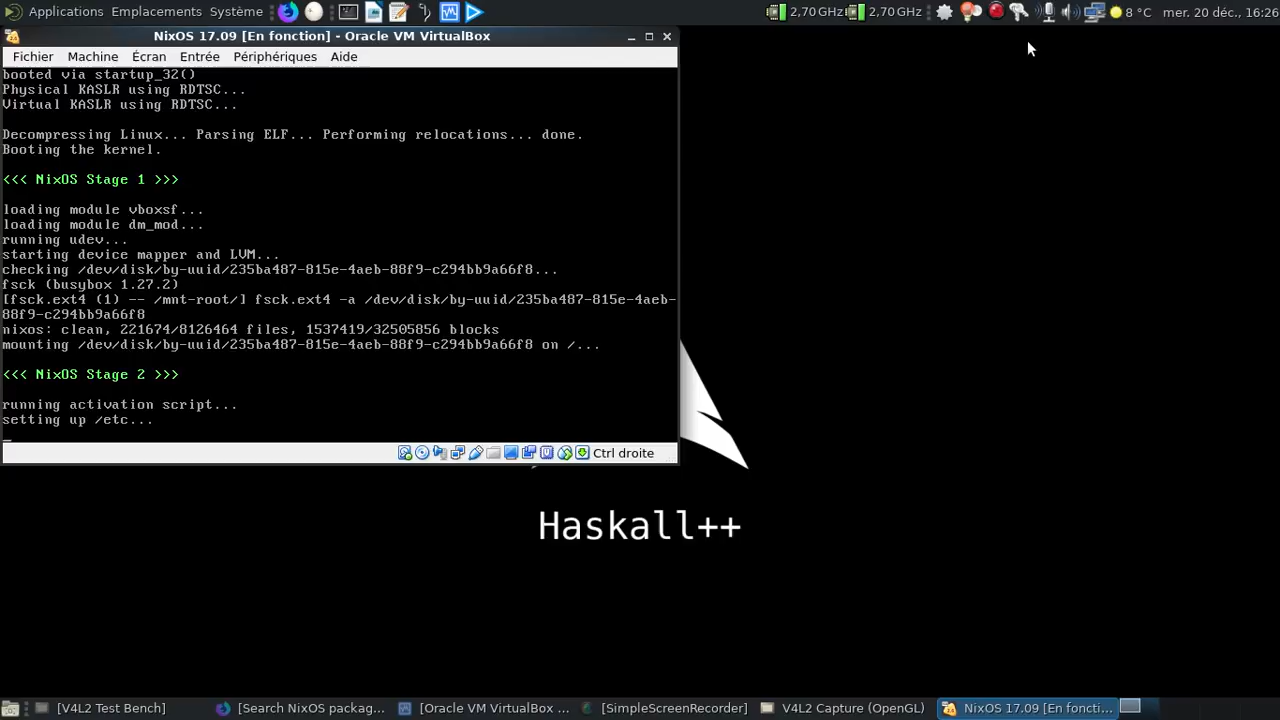 Applications Emplacements Système
2,70 GHz 2,70 GHz 8 °C mer. 20 déc., 16:26
NixOS 17.09 [En fonction] - Oracle VM VirtualBox
Fichier Machine Écran Entrée Périphériques Aide
booted via startup_32()
Physical KASLR using RDTSC...
Virtual KASLR using RDTSC...
Decompressing Linux... Parsing ELF... Performing relocations... done.
Booting the kernel.
<<< NixOS Stage 1 >>>
loading module vboxsf...
loading module dm_mod...
running udev...
starting device mapper and LVM...
checking /dev/disk/by-uuid/235ba487-815e-4aeb-88f9-c294bb9a66f8...
fsck (busybox 1.27.2)
[fsck.ext4 (1) -- /mnt-root/] fsck.ext4 -a /dev/disk/by-uuid/235ba487-815e-4aeb-
88f9-c294bb9a66f8
nixos: clean, 221674/8126464 files, 1537419/32505856 blocks
mounting /dev/disk/by-uuid/235ba487-815e-4aeb-88f9-c294bb9a66f8 on /...
<<< NixOS Stage 2 >>>
running activation script...
setting up /etc...
Ctrl droite
Haskall++
[V4L2 Test Bench] [Search NixOS packag... [Oracle VM VirtualBox ... [SimpleScreenRecorder] V4L2 Capture (OpenGL) NixOS 17.09 [En foncti...